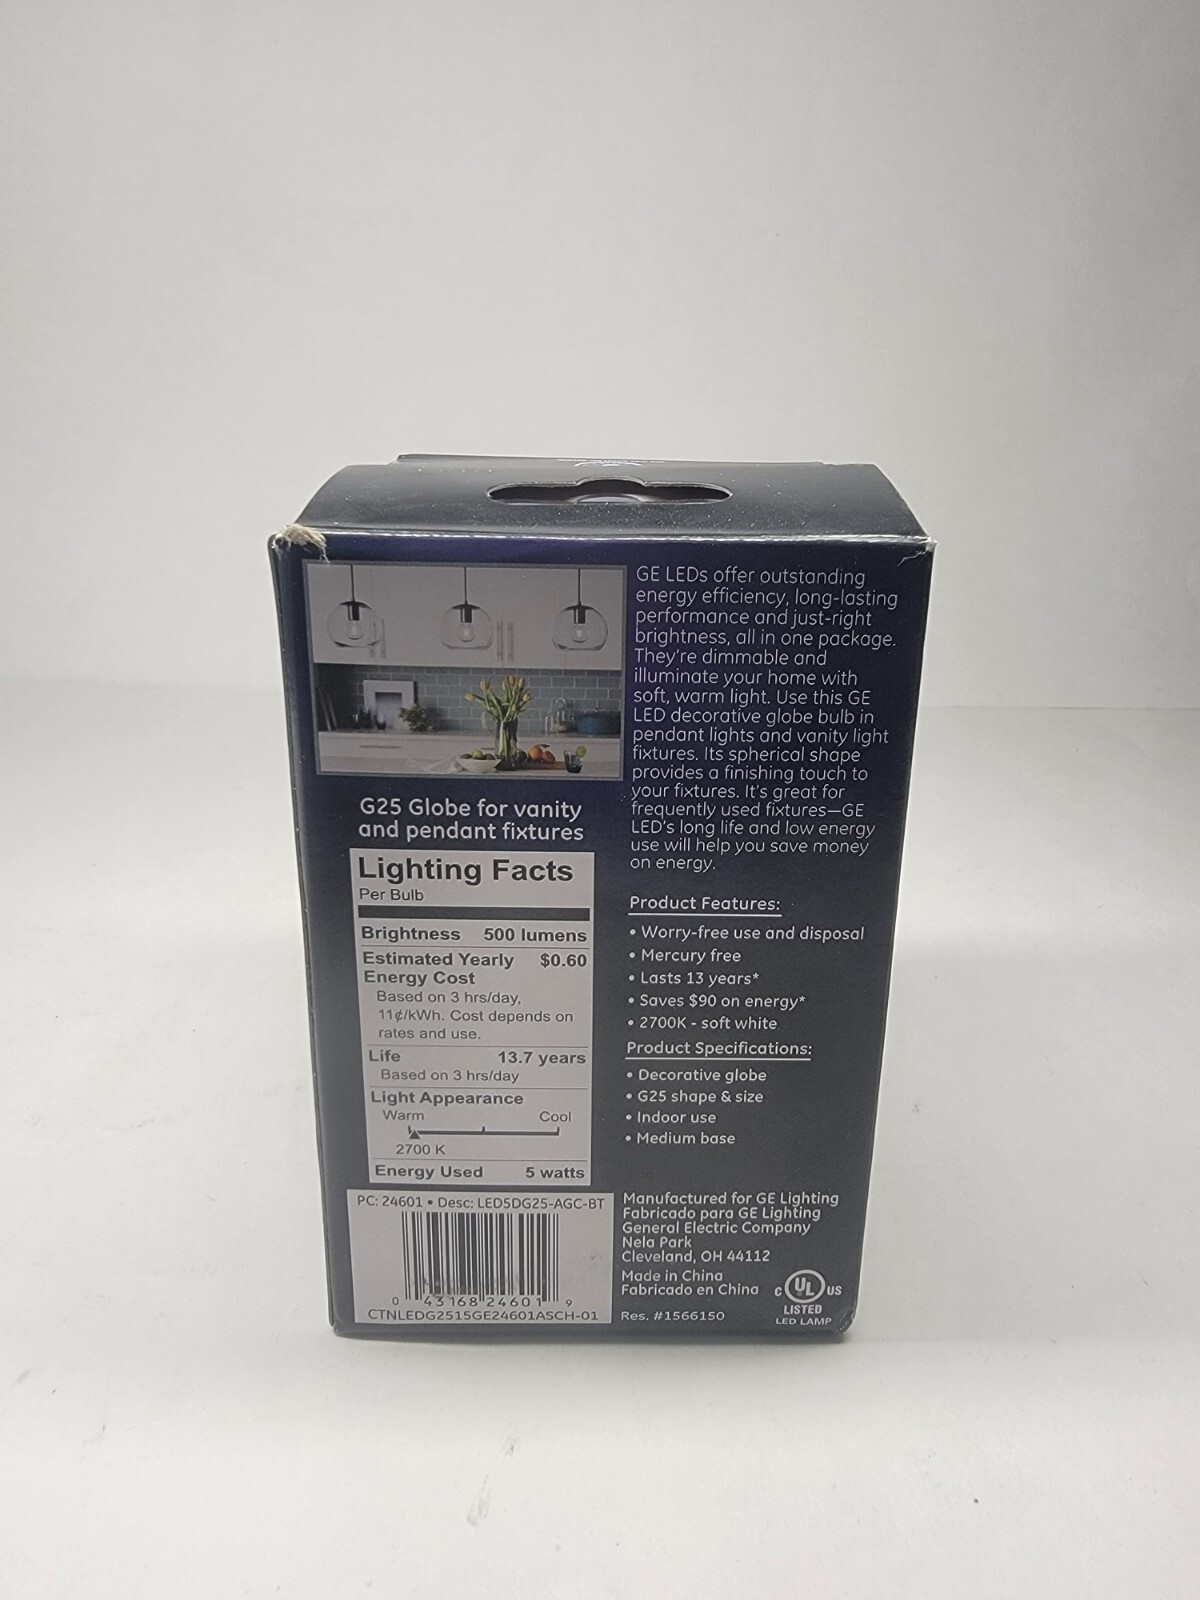 GE LEDs offer outstanding
energy efficiency, long-lasting
performance and just-right
brightness, all in one package.
They're dimmable and
illuminate your home with
soft, warm light. Use this GE
LED decorative globe bulb in
pendant lights and vanity light
fixtures. Its spherical shape
provides a finishing touch to
your fixtures. It's great for
frequently used fixtures—GE
LED's long life and low energy
use will help you save money
on energy.
G25 Globe for vanity
and pendant fixtures
Lighting Facts
Per Bulb
Brightness 500 lumens
Estimated Yearly $0.60
Energy Cost
Based on 3 hrs/day,
11¢/kWh. Cost depends on
rates and use.
Life 13.7 years
Based on 3 hrs/day
Light Appearance
Warm Cool
2700 K
Energy Used 5 watts
Product Features:
• Worry-free use and disposal
• Mercury free
• Lasts 13 years*
• Saves $90 on energy*
• 2700K - soft white
Product Specifications:
• Decorative globe
• G25 shape & size
• Indoor use
• Medium base
PC: 24601 • Desc: LED5DG25-AGC-BT
0 43168 24601 9
CTNLEDG2515GE24601ASCH-01
Manufactured for GE Lighting
Fabricado para GE Lighting
General Electric Company
Nela Park
Cleveland, OH 44112
Made in China
Fabricado en China
Res. #1566150
C UL US
LISTED
LED LAMP